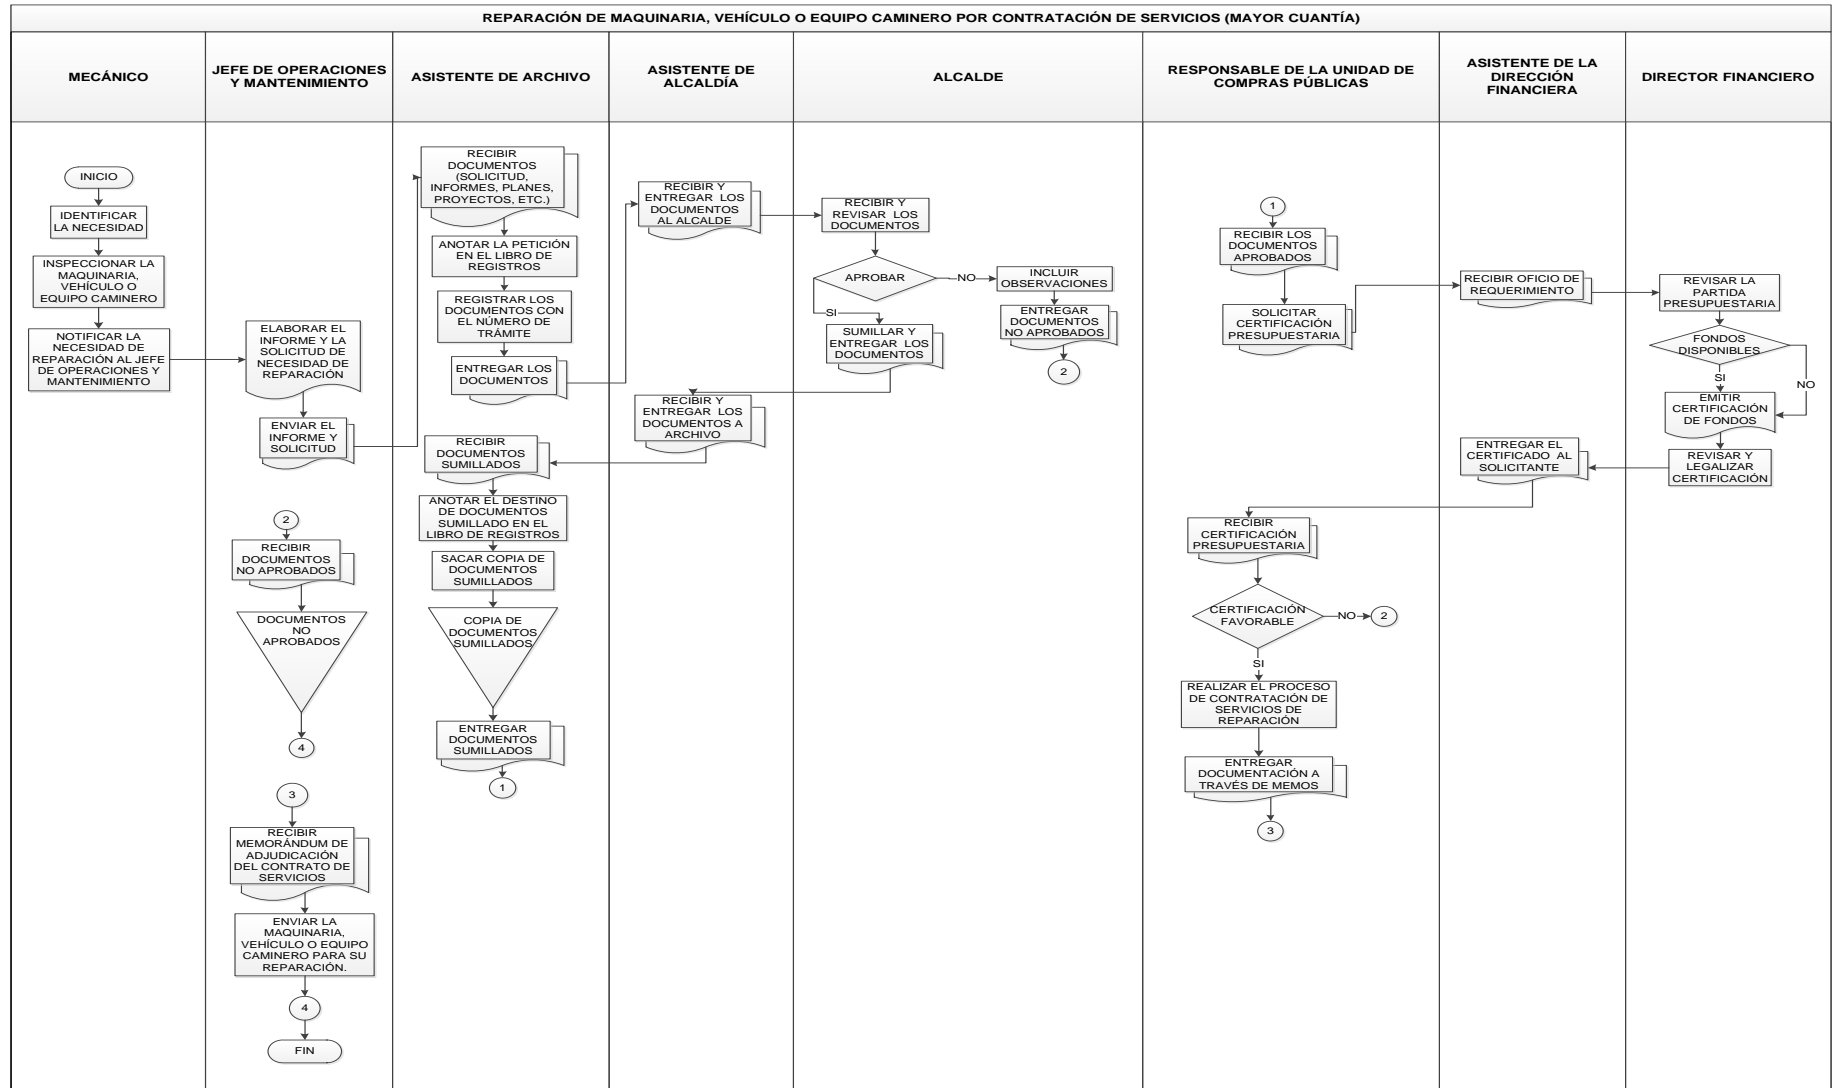 REPARACIÓN DE MAQUINARIA, VEHÍCULO O EQUIPO CAMINERO POR CONTRATACIÓN DE SERVICIOS (MAYOR CUANTÍA)
MECÁNICO
JEFE DE OPERACIONES
Y MANTENIMIENTO
ASISTENTE DE ARCHIVO
ASISTENTE DE
ALCALDÍA
ALCALDE
RESPONSABLE DE LA UNIDAD DE
COMPRAS PÚBLICAS
ASISTENTE DE LA
DIRECCIÓN
FINANCIERA
DIRECTOR FINANCIERO
INICIO
IDENTIFICAR
LA NECESIDAD
INSPECCIONAR LA
MAQUINARIA,
VEHÍCULO O
EQUIPO CAMINERO
NOTIFICAR LA
NECESIDAD DE
REPARACIÓN AL JEFE
DE OPERACIONES Y
MANTENIMIENTO
ELABORAR EL
INFORME Y LA
SOLICITUD DE
NECESIDAD DE
REPARACIÓN
ENVIAR EL
INFORME Y
SOLICITUD
2
RECIBIR
DOCUMENTOS
NO APROBADOS
DOCUMENTOS
NO
APROBADOS
4
3
RECIBIR
MEMORÁNDUM DE
ADJUDICACIÓN
DEL CONTRATO DE
SERVICIOS
ENVIAR LA
MAQUINARIA,
VEHÍCULO O EQUIPO
CAMINERO PARA SU
REPARACIÓN.
4
FIN
RECIBIR
DOCUMENTOS
(SOLICITUD,
INFORMES, PLANES,
PROYECTOS, ETC.)
ANOTAR LA PETICIÓN
EN EL LIBRO DE
REGISTROS
REGISTRAR LOS
DOCUMENTOS CON
EL NÚMERO DE
TRÁMITE
ENTREGAR LOS
DOCUMENTOS
RECIBIR
DOCUMENTOS
SUMILLADOS
ANOTAR EL DESTINO
DE DOCUMENTOS
SUMILLADO EN EL
LIBRO DE REGISTROS
SACAR COPIA DE
DOCUMENTOS
SUMILLADOS
COPIA DE
DOCUMENTOS
SUMILLADOS
ENTREGAR
DOCUMENTOS
SUMILLADOS
1
RECIBIR Y
ENTREGAR LOS
DOCUMENTOS
AL ALCALDE
RECIBIR Y
ENTREGAR LOS
DOCUMENTOS A
ARCHIVO
RECIBIR Y
REVISAR LOS
DOCUMENTOS
APROBAR
NO
SI
INCLUIR
OBSERVACIONES
ENTREGAR
DOCUMENTOS
NO APROBADOS
2
SUMILLAR Y
ENTREGAR LOS
DOCUMENTOS
1
RECIBIR LOS
DOCUMENTOS
APROBADOS
SOLICITAR
CERTIFICACIÓN
PRESUPUESTARIA
RECIBIR
CERTIFICACIÓN
PRESUPUESTARIA
CERTIFICACIÓN
FAVORABLE
NO
2
SI
REALIZAR EL PROCESO
DE CONTRATACIÓN DE
SERVICIOS DE
REPARACIÓN
ENTREGAR
DOCUMENTACIÓN A
TRAVÉS DE MEMOS
3
RECIBIR OFICIO DE
REQUERIMIENTO
ENTREGAR EL
CERTIFICADO AL
SOLICITANTE
REVISAR LA
PARTIDA
PRESUPUESTARIA
FONDOS
DISPONIBLES
SI
NO
EMITIR
CERTIFICACIÓN
DE FONDOS
REVISAR Y
LEGALIZAR
CERTIFICACIÓN